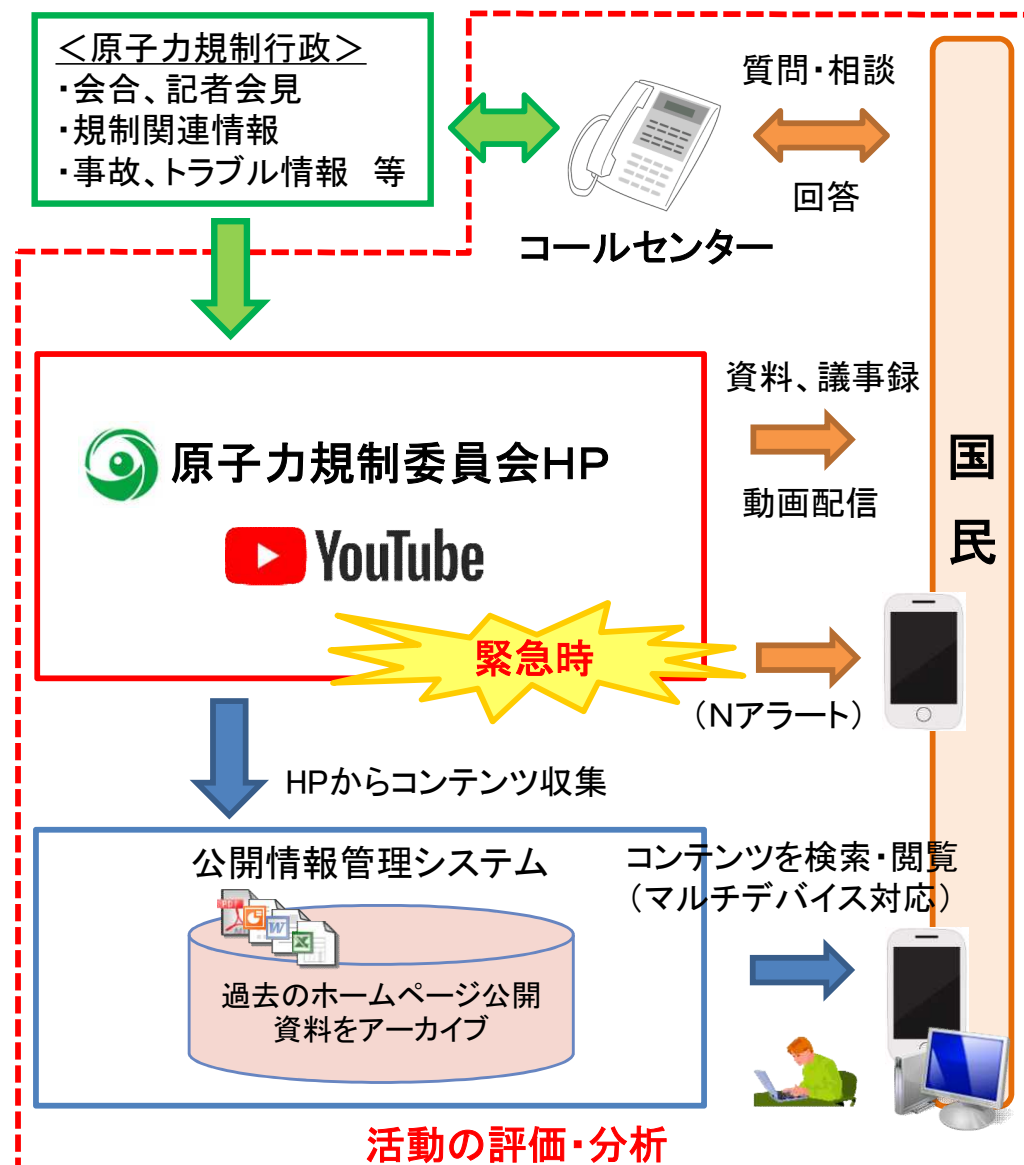 ＜原子力規制行政＞
・会合、記者会見
・規制関連情報
・事故、トラブル情報　等
質問・相談
回答
コールセンター
国民
原子力規制委員会HP
YouTube
資料、議事録
動画配信
緊急時
（Nアラート）
HPからコンテンツ収集
公開情報管理システム
PDF
W
X
過去のホームページ公開
資料をアーカイブ
コンテンツを検索・閲覧
（マルチデバイス対応）
活動の評価・分析